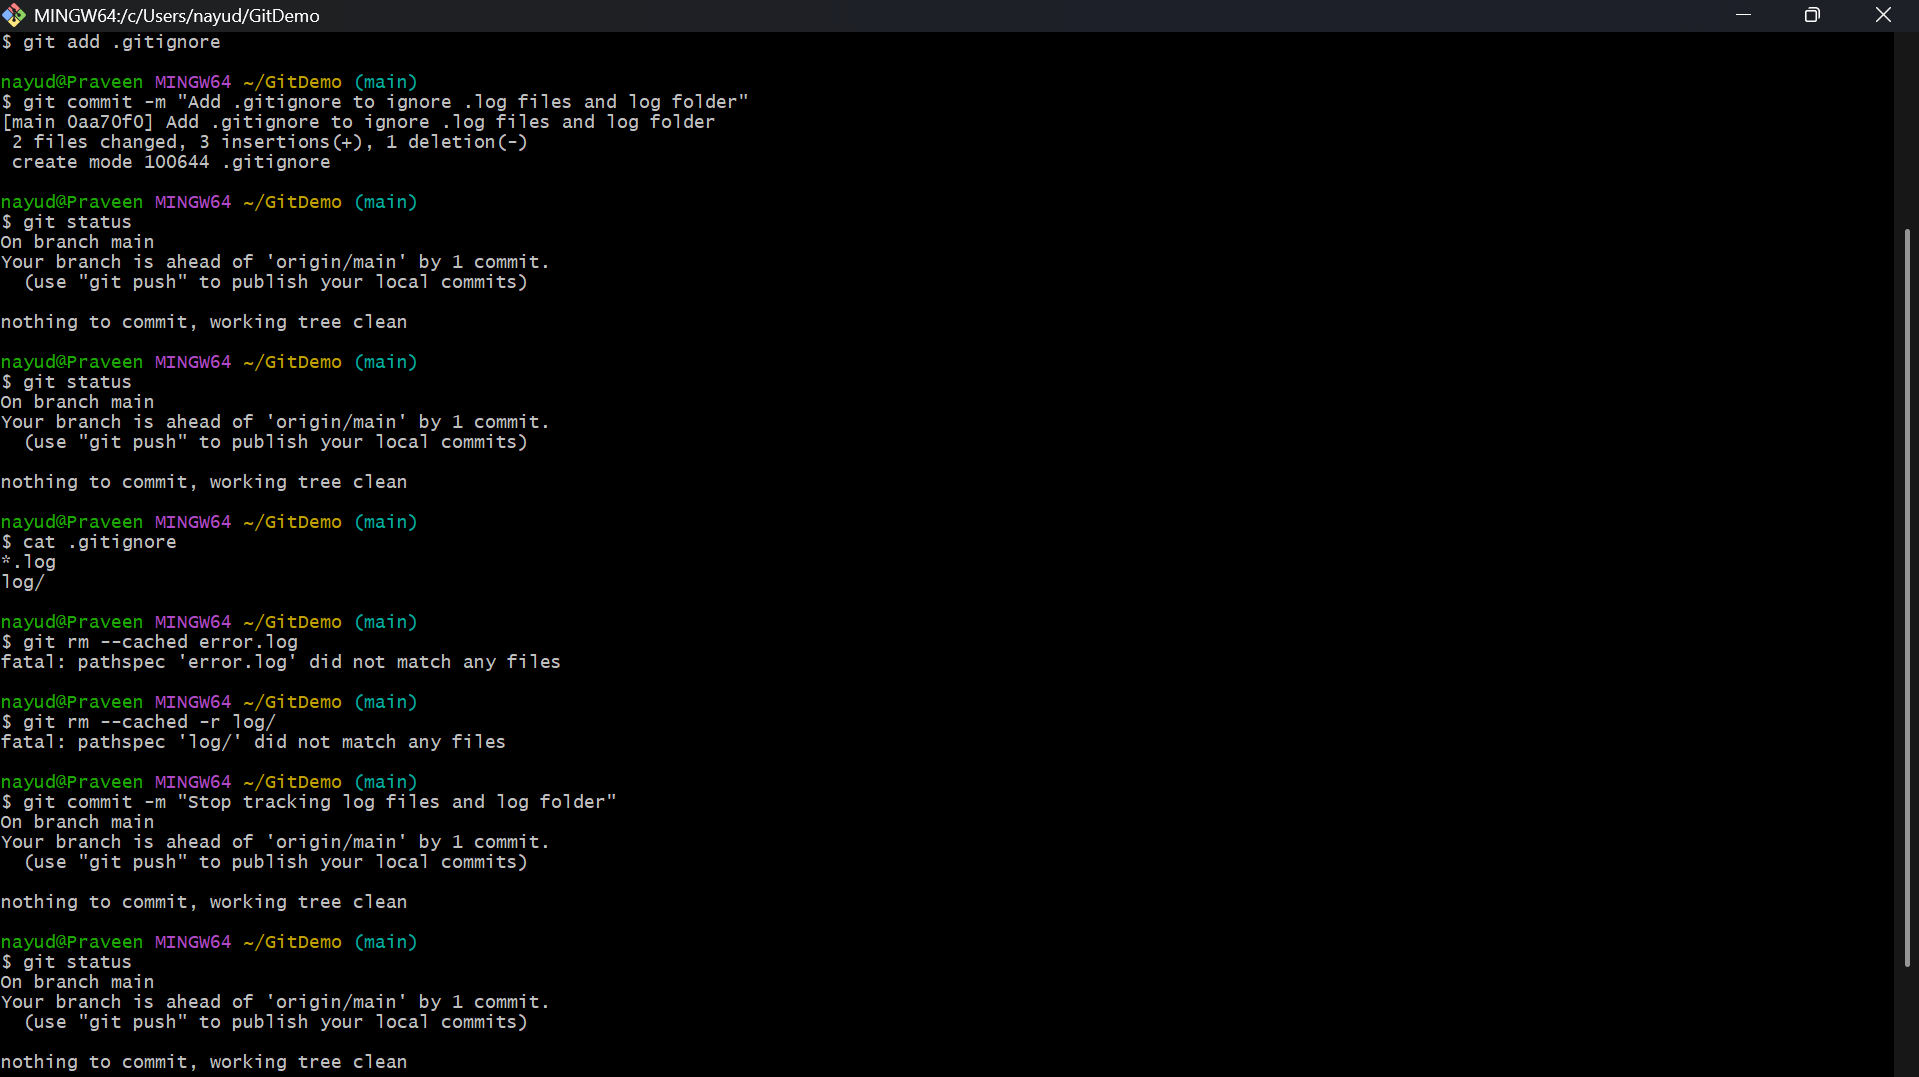 MINGW64:/c/Users/nayud/GitDemo
$ git add .gitignore
nayud@Praveen MINGW64 ~/GitDemo (main)
$ git commit -m "Add .gitignore to ignore .log files and log folder"
[main 0aa70f0] Add .gitignore to ignore .log files and log folder
 2 files changed, 3 insertions(+), 1 deletion(-)
 create mode 100644 .gitignore
nayud@Praveen MINGW64 ~/GitDemo (main)
$ git status
On branch main
Your branch is ahead of 'origin/main' by 1 commit.
  (use "git push" to publish your local commits)
nothing to commit, working tree clean
nayud@Praveen MINGW64 ~/GitDemo (main)
$ git status
On branch main
Your branch is ahead of 'origin/main' by 1 commit.
  (use "git push" to publish your local commits)
nothing to commit, working tree clean
nayud@Praveen MINGW64 ~/GitDemo (main)
$ cat .gitignore
*.log
log/
nayud@Praveen MINGW64 ~/GitDemo (main)
$ git rm --cached error.log
fatal: pathspec 'error.log' did not match any files
nayud@Praveen MINGW64 ~/GitDemo (main)
$ git rm --cached -r log/
fatal: pathspec 'log/' did not match any files
nayud@Praveen MINGW64 ~/GitDemo (main)
$ git commit -m "Stop tracking log files and log folder"
On branch main
Your branch is ahead of 'origin/main' by 1 commit.
  (use "git push" to publish your local commits)
nothing to commit, working tree clean
nayud@Praveen MINGW64 ~/GitDemo (main)
$ git status
On branch main
Your branch is ahead of 'origin/main' by 1 commit.
  (use "git push" to publish your local commits)
nothing to commit, working tree clean